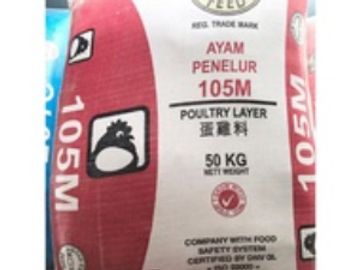 FEED
REG. TRADE MARK
AYAM
PENELUR
105M
POULTRY LAYER
蛋雞料
50 KG
NETT WEIGHT
COMPANY WITH FOOD
SAFETY SYSTEM
CERTIFIED BY DNV GL
105M
105M